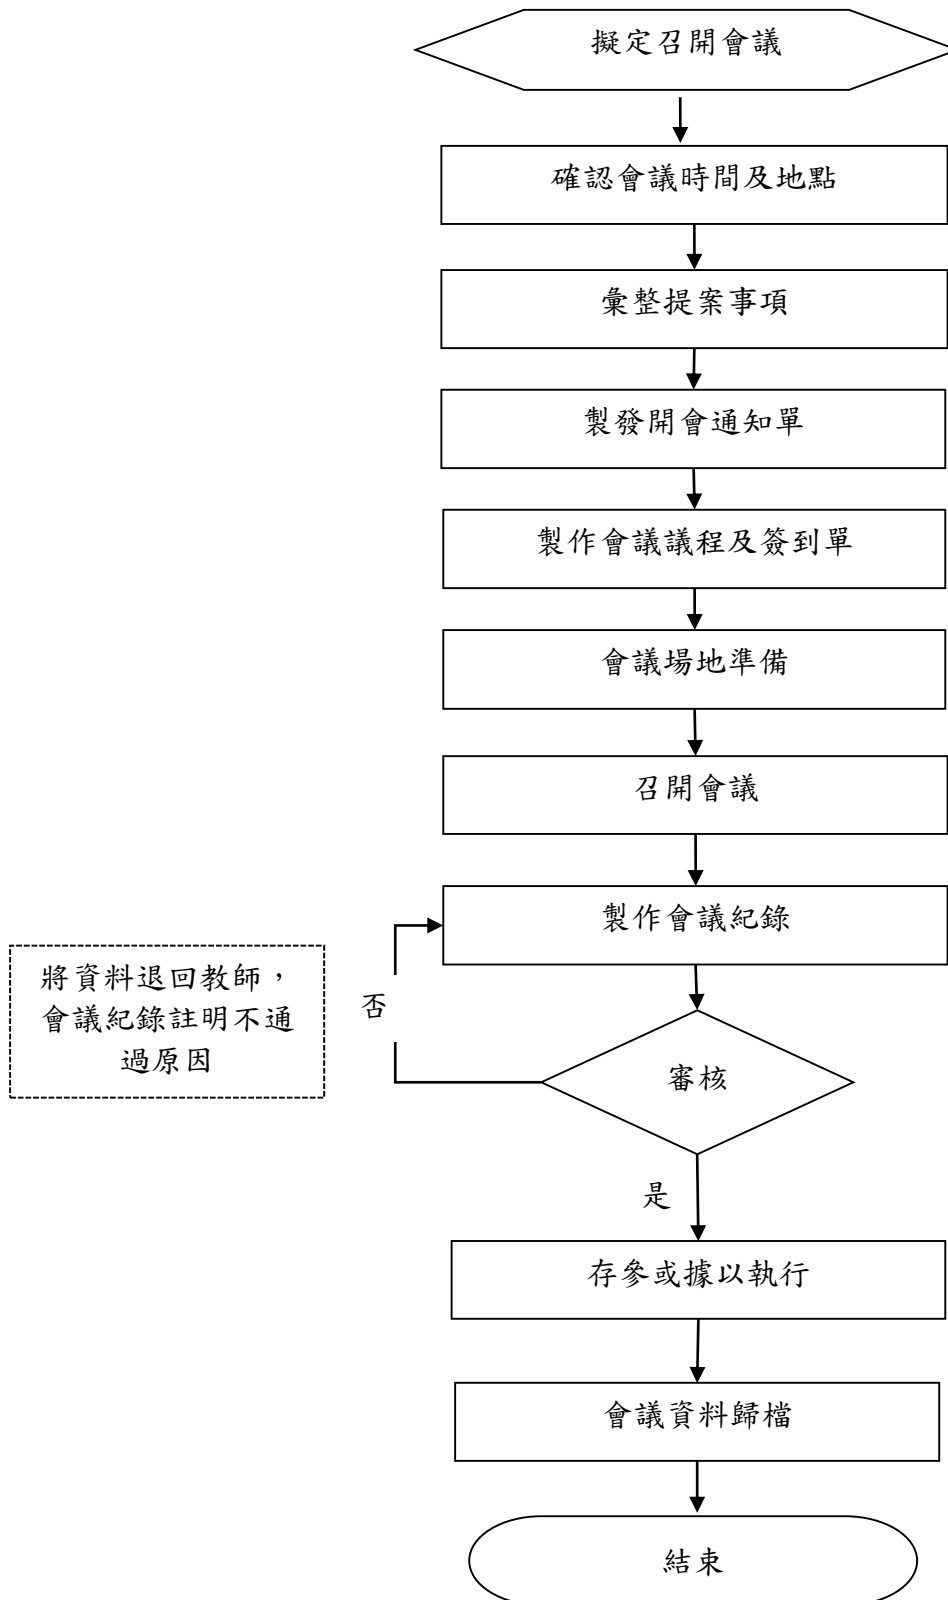 擬定召開會議
確認會議時間及地點
彙整提案事項
製發開會通知單
製作會議議程及簽到單
會議場地準備
召開會議
製作會議紀錄
將資料退回教師，
會議紀錄註明不通
過原因
否
審核
是
存參或據以執行
會議資料歸檔
結束